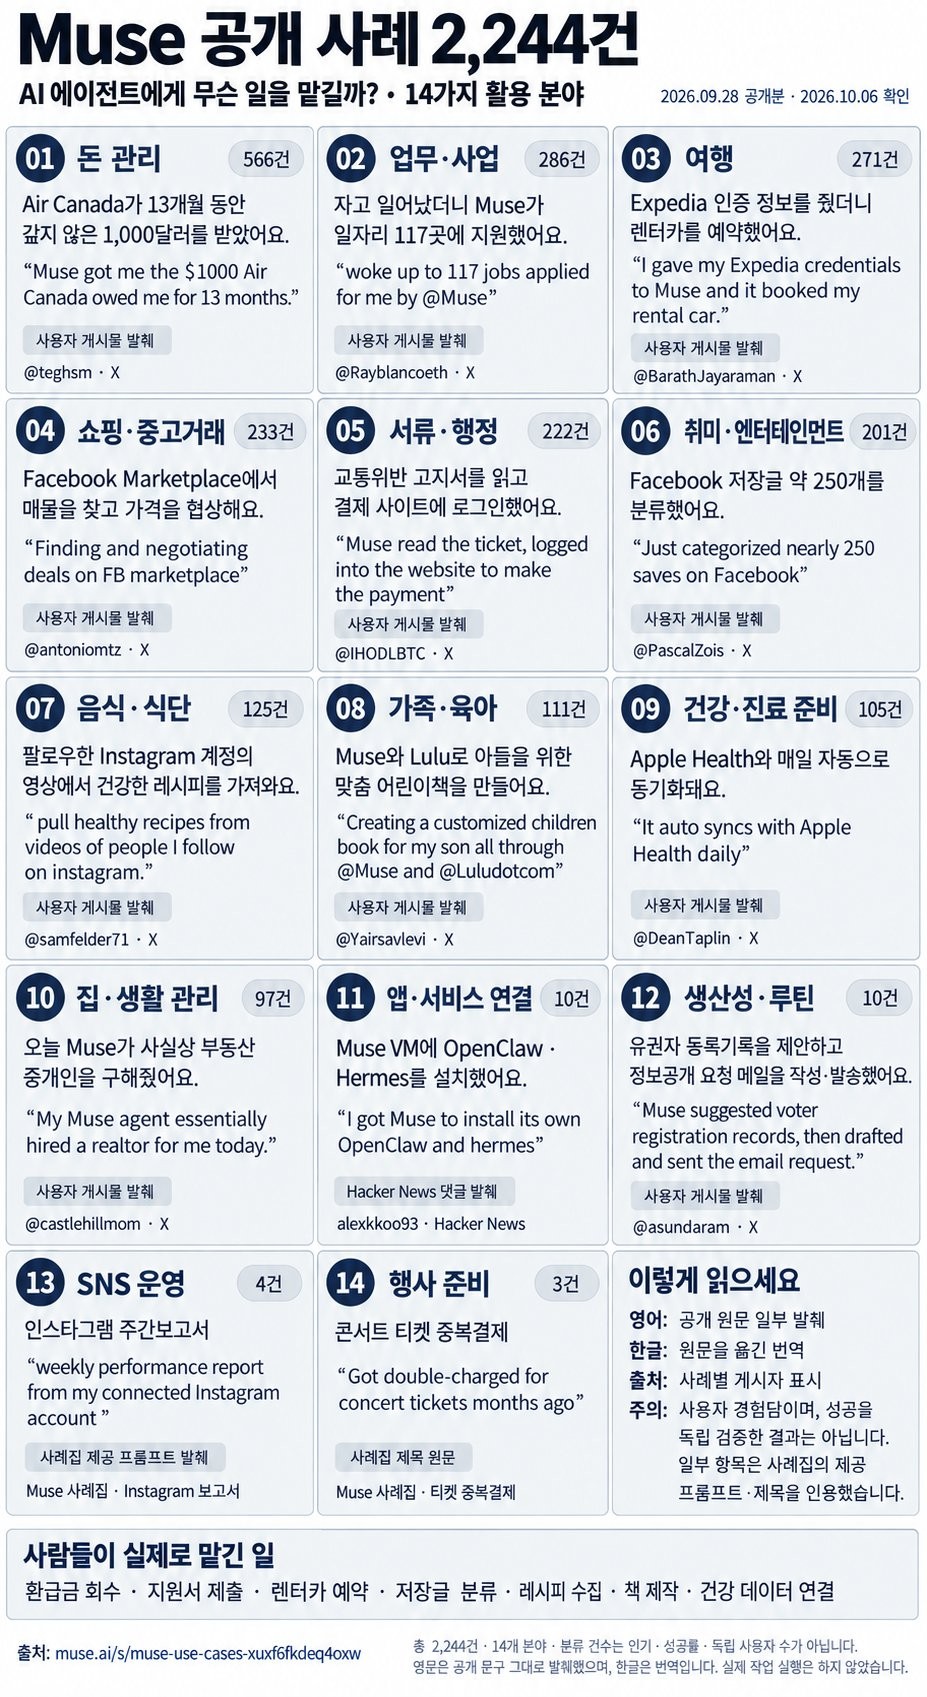 Muse 공개 사례 2,244건
AI 에이전트에게 무슨 일을 맡길까? · 14가지 활용 분야
2026.09.28 공개분 · 2026.10.06 확인
01 돈 관리 566건
Air Canada가 13개월 동안
갚지 않은 1,000달러를 받았어요.
“Muse got me the $1000 Air
Canada owed me for 13 months.”
사용자 게시물 발췌
@teghsm · X
02 업무·사업 286건
자고 일어났더니 Muse가
일자리 117곳에 지원했어요.
“woke up to 117 jobs applied
for me by @Muse”
사용자 게시물 발췌
@Rayblancoeth · X
03 여행 271건
Expedia 인증 정보를 줬더니
렌터카를 예약했어요.
“I gave my Expedia credentials
to Muse and it booked my
rental car.”
사용자 게시물 발췌
@BarathJayaraman · X
04 쇼핑·중고거래 233건
Facebook Marketplace에서
매물을 찾고 가격을 협상해요.
“Finding and negotiating
deals on FB marketplace”
사용자 게시물 발췌
@antoniomtz · X
05 서류·행정 222건
교통위반 고지서를 읽고
결제 사이트에 로그인했어요.
“Muse read the ticket, logged
into the website to make
the payment”
사용자 게시물 발췌
@IHODLBTC · X
06 취미·엔터테인먼트 201건
Facebook 저장글 약 250개를
분류했어요.
“Just categorized nearly 250
saves on Facebook”
사용자 게시물 발췌
@PascalZois · X
07 음식·식단 125건
팔로우한 Instagram 계정의
영상에서 건강한 레시피를 가져와요.
“ pull healthy recipes from
videos of people I follow
on instagram.”
사용자 게시물 발췌
@samfelder71 · X
08 가족·육아 111건
Muse와 Lulu로 아들을 위한
맞춤 어린이책을 만들어요.
“Creating a customized children
book for my son all through
@Muse and @Luludotcom”
사용자 게시물 발췌
@Yairsavlevi · X
09 건강·진료 준비 105건
Apple Health와 매일 자동으로
동기화돼요.
“It auto syncs with Apple
Health daily”
사용자 게시물 발췌
@DeanTaplin · X
10 집·생활 관리 97건
오늘 Muse가 사실상 부동산
중개인을 구해줬어요.
“My Muse agent essentially
hired a realtor for me today.”
사용자 게시물 발췌
@castlehillmom · X
11 앱·서비스 연결 10건
Muse VM에 OpenClaw ·
Hermes를 설치했어요.
“I got Muse to install its own
OpenClaw and hermes”
Hacker News 댓글 발췌
alexkkoo93 · Hacker News
12 생산성·루틴 10건
유권자 등록기록을 제안하고
정보공개 요청 메일을 작성·발송했어요.
“Muse suggested voter
registration records, then drafted
and sent the email request.”
사용자 게시물 발췌
@asundaram · X
13 SNS 운영 4건
인스타그램 주간보고서
“weekly performance report
from my connected Instagram
account ”
사례집 제공 프롬프트 발췌
Muse 사례집 · Instagram 보고서
14 행사 준비 3건
콘서트 티켓 중복결제
“Got double-charged for
concert tickets months ago”
사례집 제목 원문
Muse 사례집 · 티켓 중복결제
이렇게 읽으세요
영어: 공개 원문 일부 발췌
한글: 원문을 옮긴 번역
출처: 사례별 게시자 표시
주의: 사용자 경험담이며, 성공을
독립 검증한 결과는 아닙니다.
일부 항목은 사례집의 제공
프롬프트·제목을 인용했습니다.
사람들이 실제로 맡긴 일
환급금 회수 · 지원서 제출 · 렌터카 예약 · 저장글 분류 · 레시피 수집 · 책 제작 · 건강 데이터 연결
출처: muse.ai/s/muse-use-cases-xuxf6fkdeq4oxw
총 2,244건 · 14개 분야 · 분류 건수는 인기 · 성공률 · 독립 사용자 수가 아닙니다.
영문은 공개 문구 그대로 발췌했으며, 한글은 번역입니다. 실제 작업 실행은 하지 않았습니다.